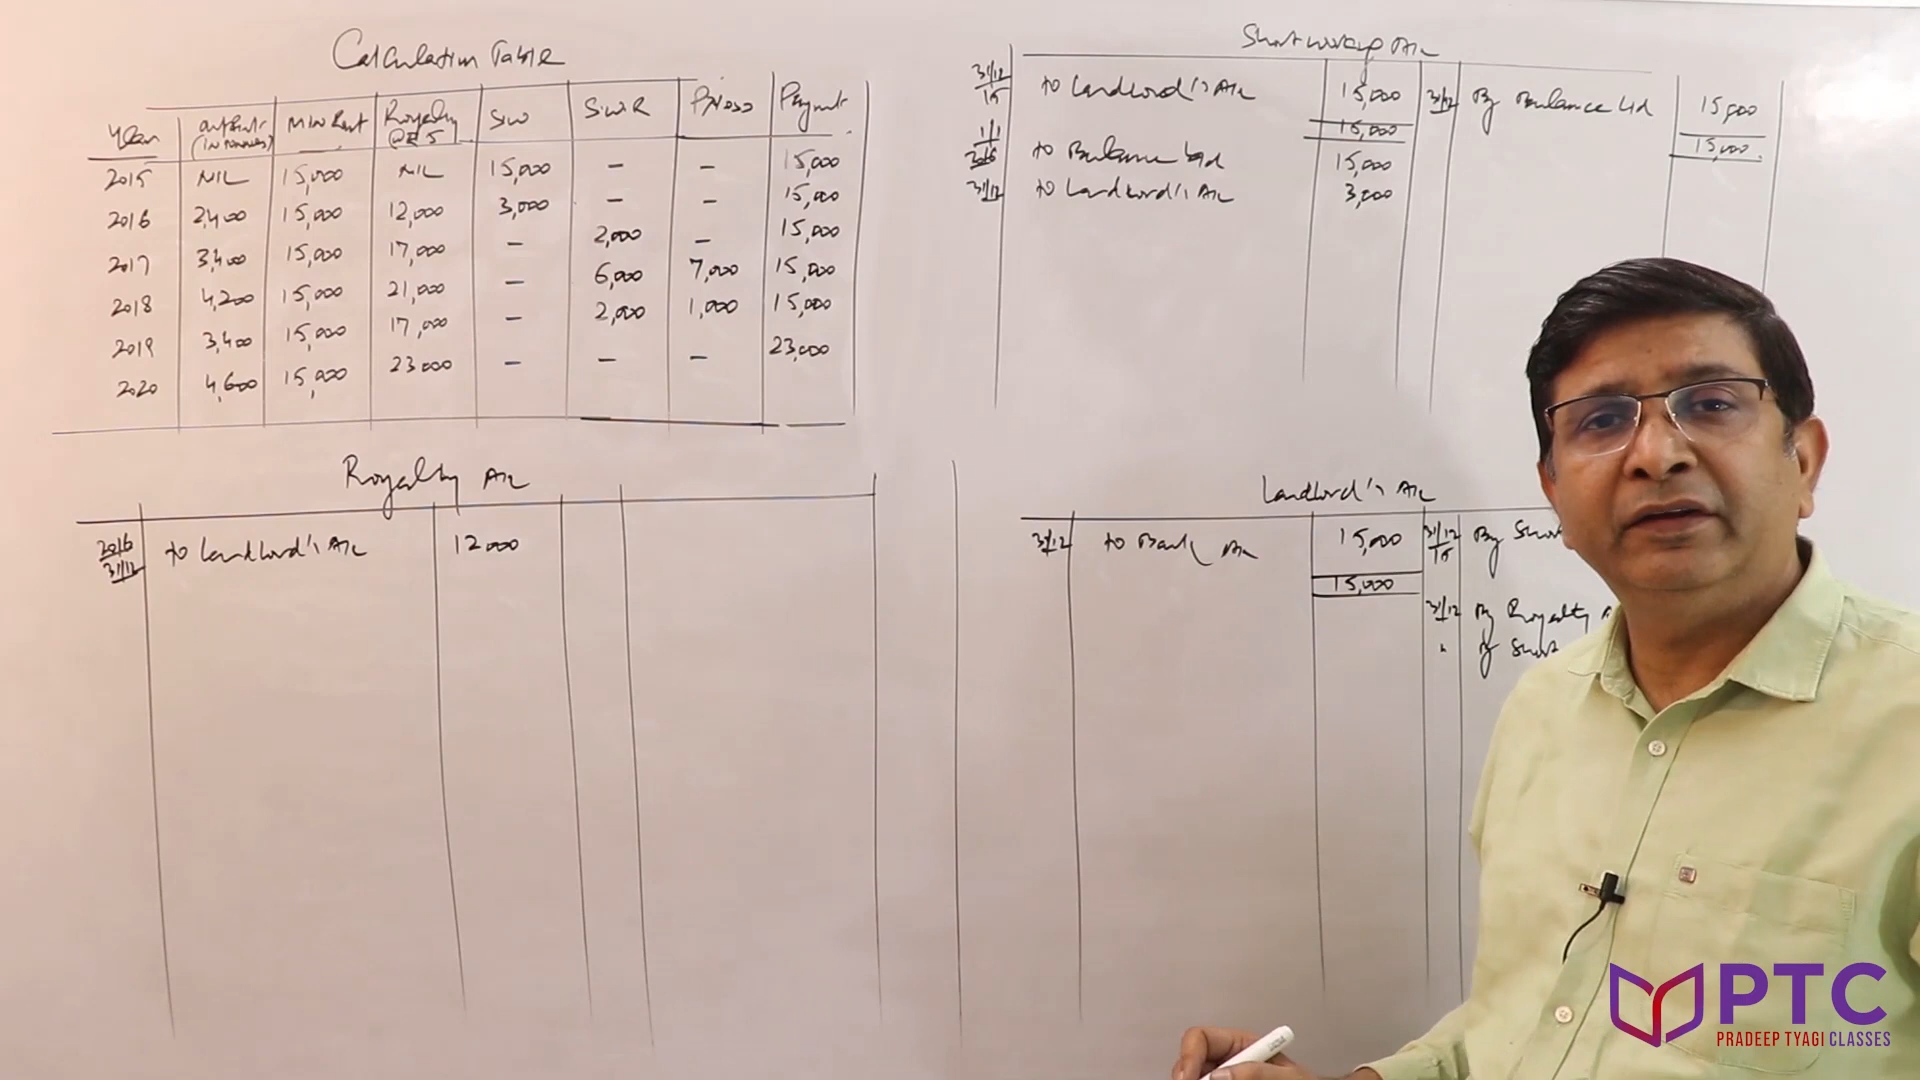 Calculation Table
Year output (in tonnes) Min Rent Royalty @₹5 SW SWR P/L Payment
2015 NIL 15,000 NIL 15,000 – – 15,000
2016 2,400 15,000 12,000 3,000 – – 15,000
2017 3,400 15,000 17,000 – 2,000 – 15,000
2018 4,200 15,000 21,000 – 6,000 7,000 15,000
2019 3,400 15,000 17,000 – 2,000 1,000 15,000
2020 4,600 15,000 23000 – – – 23,000
Shortworking A/c
31/12/15 to Landlord's A/c 15,000 31/12 By Balance c/d 15,000
15,000 15,000
1/1 2016 to Balance b/d 15,000
31/12 to Landlord's A/c 3,000
Royalty A/c
2016 31/12 to Landlord's A/c 12000
Landlord's A/c
31/12 to Bank A/c 15,000 31/12/15 By Short
15,000
31/12 By Royalty A
" By Short
PTC
PRADEEP TYAGI CLASSES